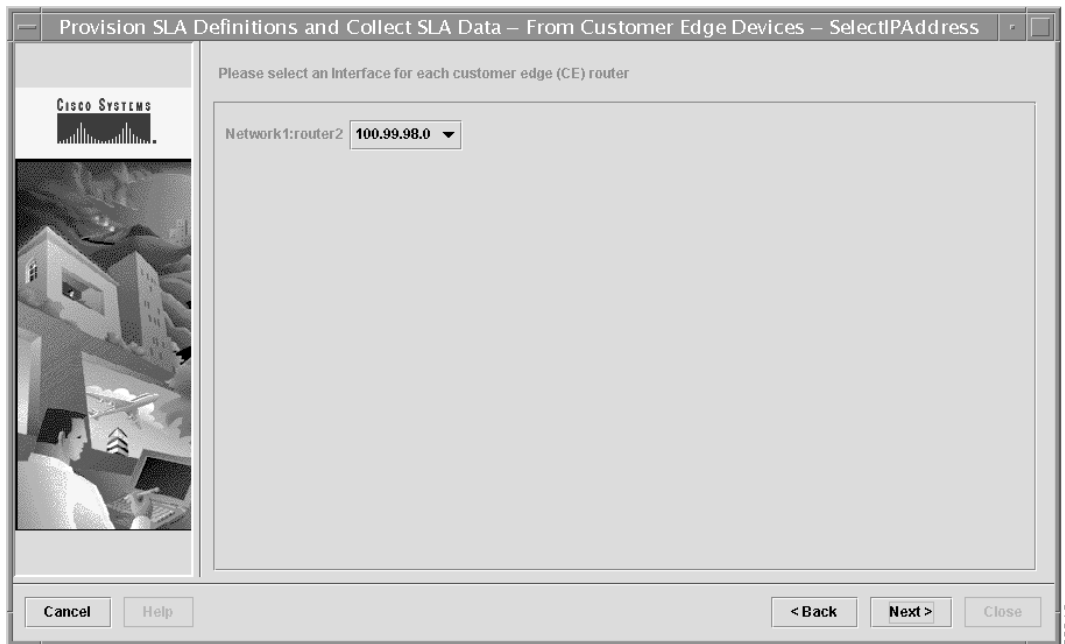 Provision SLA Definitions and Collect SLA Data – From Customer Edge Devices – SelectIPAddress
CISCO SYSTEMS
Please select an Interface for each customer edge (CE) router
Network1:router2 100.99.98.0
Cancel Help < Back Next > Close